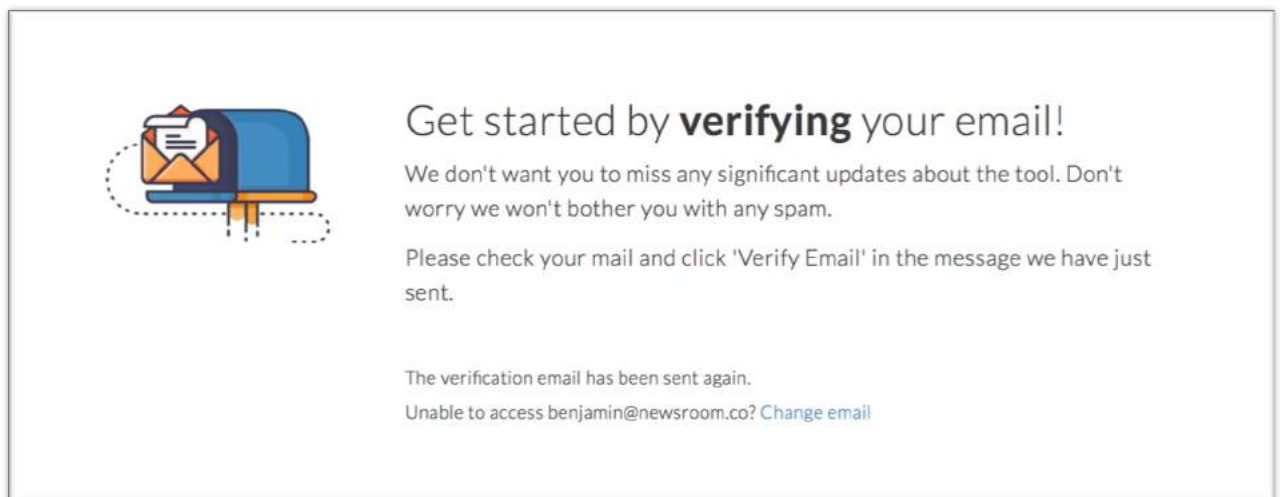 Get started by verifying your email!
We don't want you to miss any significant updates about the tool. Don't
worry we won't bother you with any spam.
Please check your mail and click 'Verify Email' in the message we have just
sent.
The verification email has been sent again.
Unable to access benjamin@newsroom.co? Change email